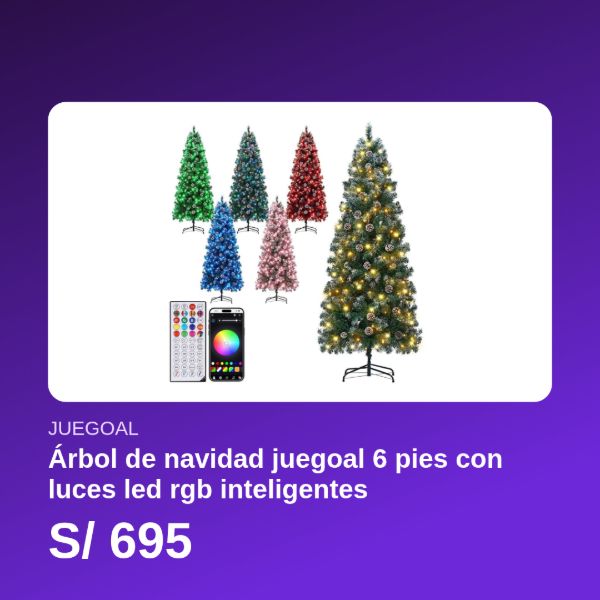 JUEGOAL
Árbol de navidad juegoal 6 pies con
luces led rgb inteligentes
S/ 695